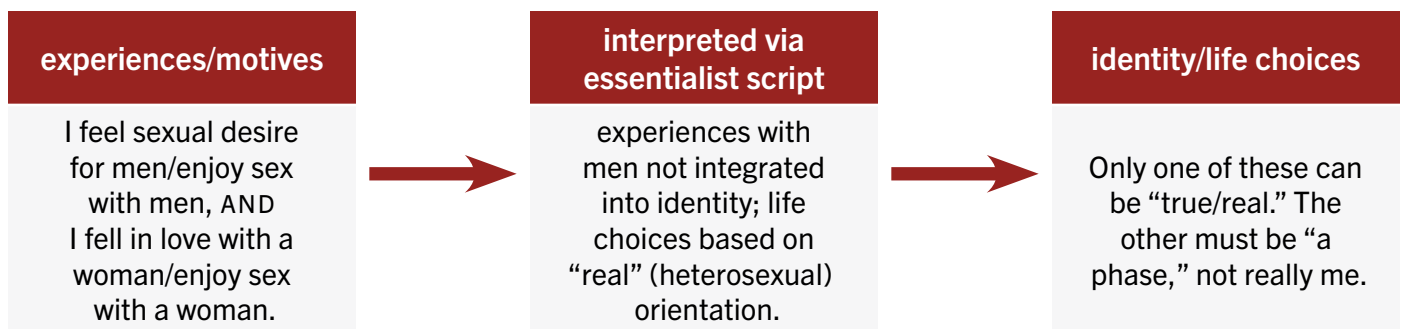 experiences/motives
I feel sexual desire
for men/enjoy sex
with men, AND
I fell in love with a
woman/enjoy sex
with a woman.
interpreted via
essentialist script
experiences with
men not integrated
into identity; life
choices based on
“real” (heterosexual)
orientation.
identity/life choices
Only one of these can
be “true/real.” The
other must be “a
phase,” not really me.